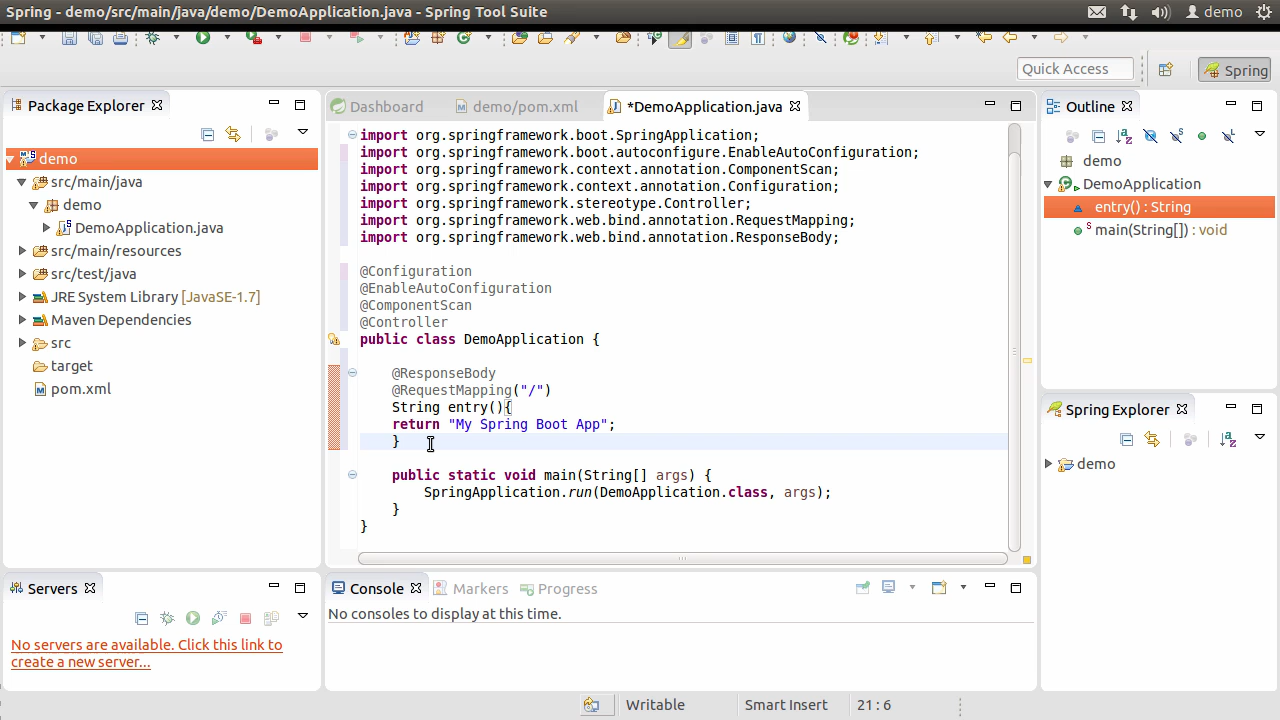 Spring - demo/src/main/java/demo/DemoApplication.java - Spring Tool Suite
demo
Quick Access
Spring
Package Explorer
demo
src/main/java
demo
DemoApplication.java
src/main/resources
src/test/java
JRE System Library [JavaSE-1.7]
Maven Dependencies
src
target
pom.xml
Dashboard
demo/pom.xml
*DemoApplication.java
import org.springframework.boot.SpringApplication;
import org.springframework.boot.autoconfigure.EnableAutoConfiguration;
import org.springframework.context.annotation.ComponentScan;
import org.springframework.context.annotation.Configuration;
import org.springframework.stereotype.Controller;
import org.springframework.web.bind.annotation.RequestMapping;
import org.springframework.web.bind.annotation.ResponseBody;
@Configuration
@EnableAutoConfiguration
@ComponentScan
@Controller
public class DemoApplication {
@ResponseBody
@RequestMapping("/")
String entry(){
return "My Spring Boot App";
}
public static void main(String[] args) {
SpringApplication.run(DemoApplication.class, args);
}
}
Outline
demo
DemoApplication
entry() : String
main(String[]) : void
Spring Explorer
demo
Servers
No servers are available. Click this link to
create a new server...
Console
Markers
Progress
No consoles to display at this time.
Writable
Smart Insert
21 : 6